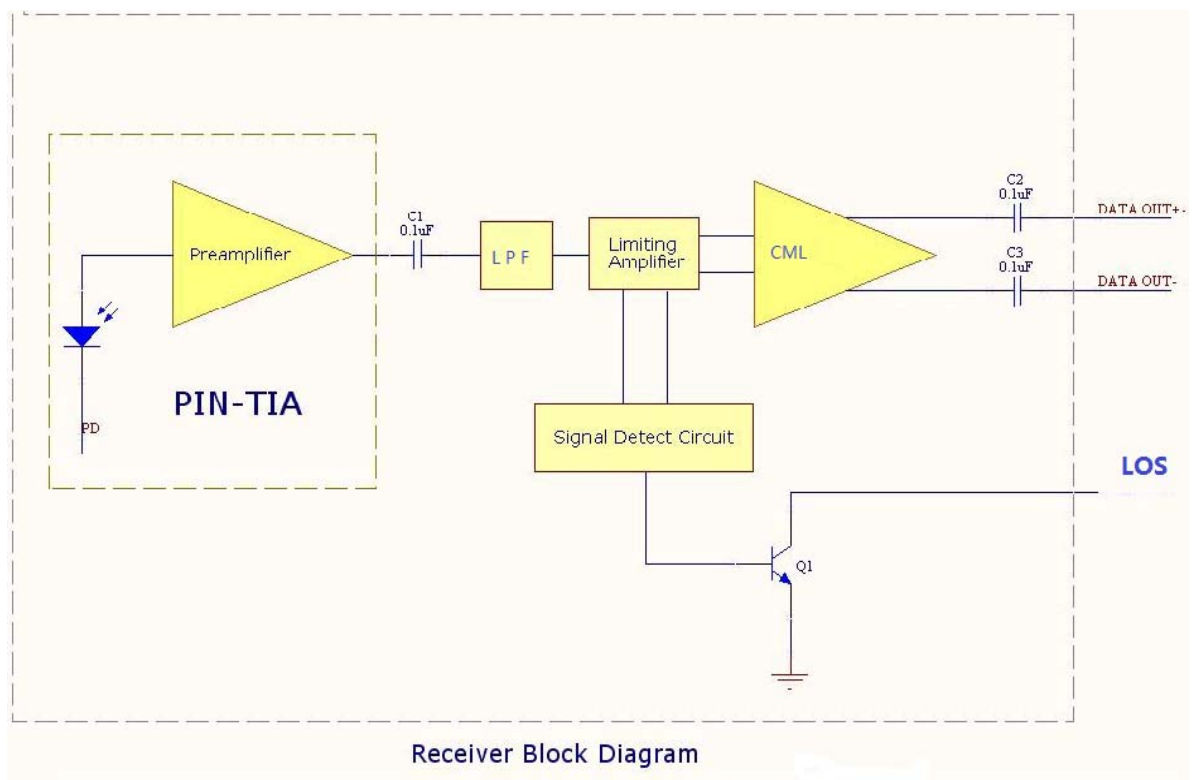 C2
0.1uF
DATA OUT+-
C1
0.1uF
Preamplifier
L P F
Limiting
Amplifier
CML
C3
0.1uF
DATA OUT-
PIN-TIA
PD
Signal Detect Circuit
LOS
Q1
Receiver Block Diagram